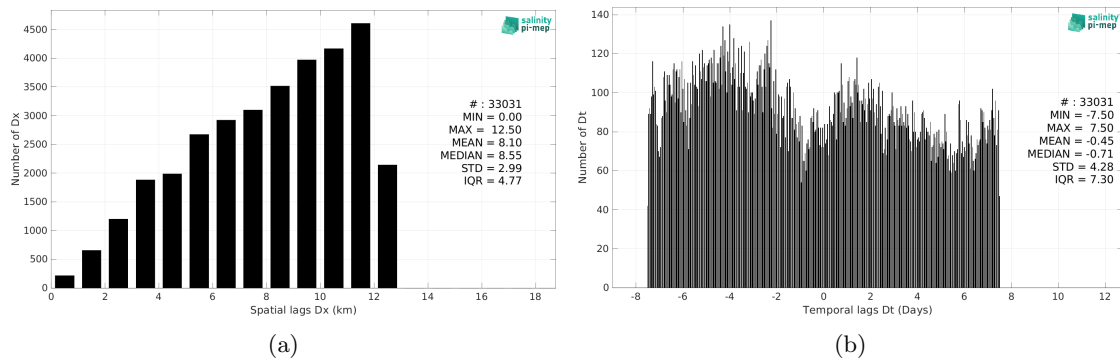 4500
4000
3500
3000
2500
2000
1500
1000
500
0
Number of Dx
0 2 4 6 8 10 12 14 16 18
Spatial lags Dx (km)
salinity
pi-mep
# : 33031
MIN = 0.00
MAX = 12.50
MEAN = 8.10
MEDIAN = 8.55
STD = 2.99
IQR = 4.77
(a)
140
120
100
80
60
40
20
0
Number of Dt
-8 -6 -4 -2 0 2 4 6 8 10 12
Temporal lags Dt (Days)
salinity
pi-mep
# : 33031
MIN = -7.50
MAX = 7.50
MEAN = -0.45
MEDIAN = -0.71
STD = 4.28
IQR = 7.30
(b)